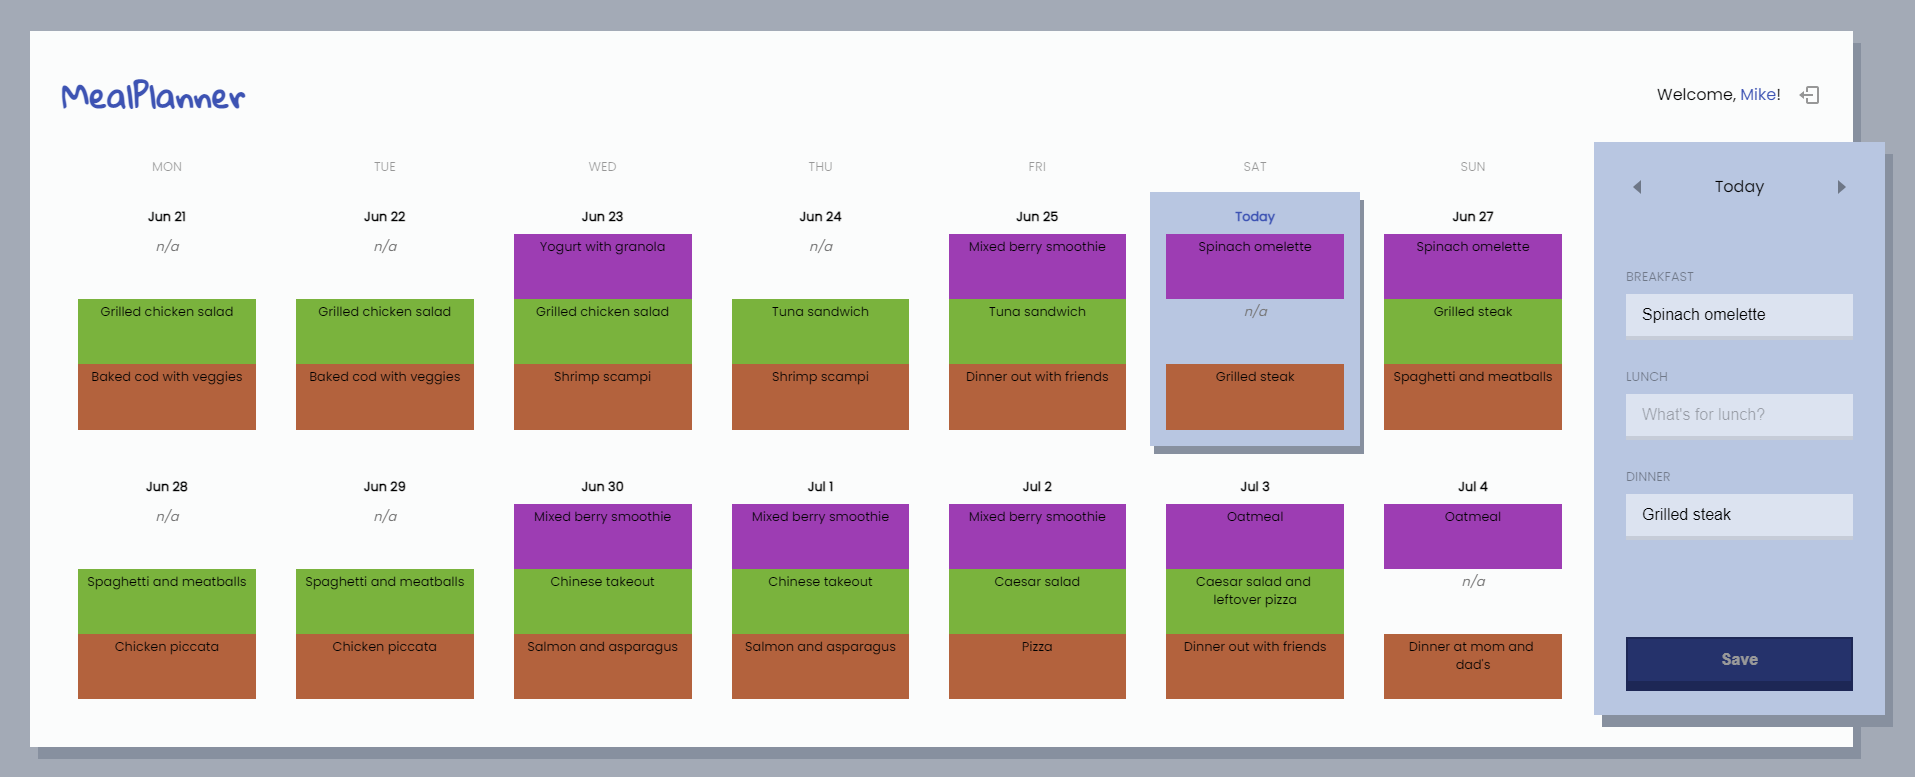 MealPlanner
Welcome, Mike!
MON TUE WED THU FRI SAT SUN
Jun 21 Jun 22 Jun 23 Jun 24 Jun 25 Today Jun 27
n/a n/a Yogurt with granola n/a Mixed berry smoothie Spinach omelette Spinach omelette
Grilled chicken salad Grilled chicken salad Grilled chicken salad Tuna sandwich Tuna sandwich n/a Grilled steak
Baked cod with veggies Baked cod with veggies Shrimp scampi Shrimp scampi Dinner out with friends Grilled steak Spaghetti and meatballs
Jun 28 Jun 29 Jun 30 Jul 1 Jul 2 Jul 3 Jul 4
n/a n/a Mixed berry smoothie Mixed berry smoothie Mixed berry smoothie Oatmeal Oatmeal
Spaghetti and meatballs Spaghetti and meatballs Chinese takeout Chinese takeout Caesar salad Caesar salad and n/a
leftover pizza
Chicken piccata Chicken piccata Salmon and asparagus Salmon and asparagus Pizza Dinner out with friends Dinner at mom and
dad's
Today
BREAKFAST
Spinach omelette
LUNCH
What's for lunch?
DINNER
Grilled steak
Save